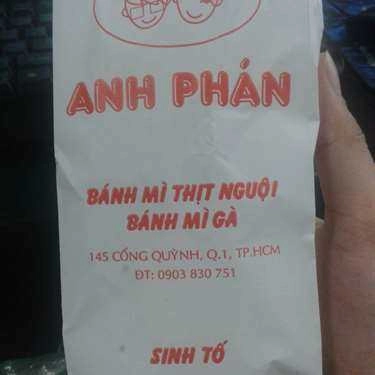 ANH PHÁN
BÁNH MÌ THỊT NGUỘI
BÁNH MÌ GÀ
145 CỐNG QUỲNH, Q.1, TP.HCM
ĐT: 0903 830 751
SINH TỐ